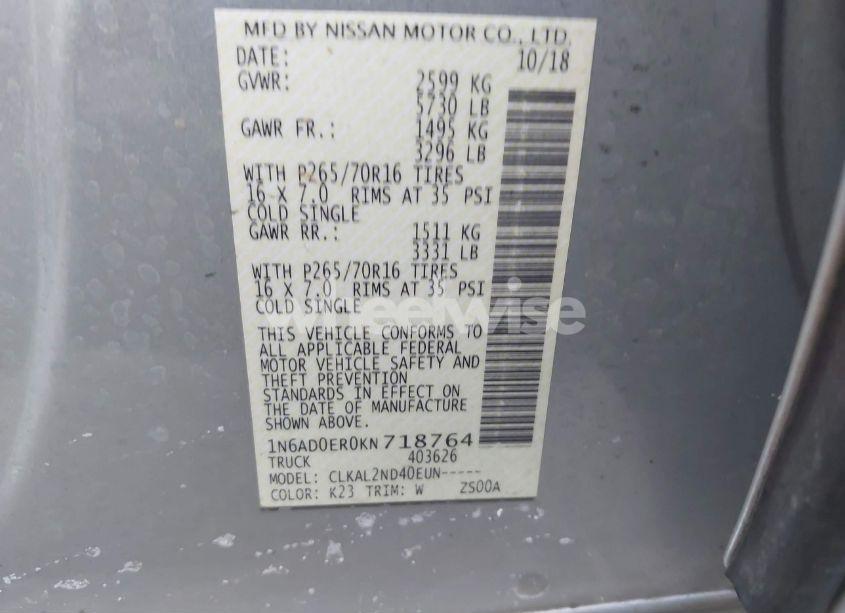 MFD BY NISSAN MOTOR CO., LTD.
DATE: 10/18
GVWR: 2599 KG
5730 LB
GAWR FR.: 1495 KG
3296 LB
WITH P265/70R16 TIRES
16 X 7.0 RIMS AT 35 PSI
COLD SINGLE
GAWR RR.: 1511 KG
3331 LB
WITH P265/70R16 TIRES
16 X 7.0 RIMS AT 35 PSI
COLD SINGLE
wheelwise
THIS VEHICLE CONFORMS TO
ALL APPLICABLE FEDERAL
MOTOR VEHICLE SAFETY AND
THEFT PREVENTION
STANDARDS IN EFFECT ON
THE DATE OF MANUFACTURE
SHOWN ABOVE.
1N6AD0ER0KN718764
TRUCK 403626
MODEL: CLKAL2ND40EUN-----
COLOR: K23 TRIM: W ZS00A